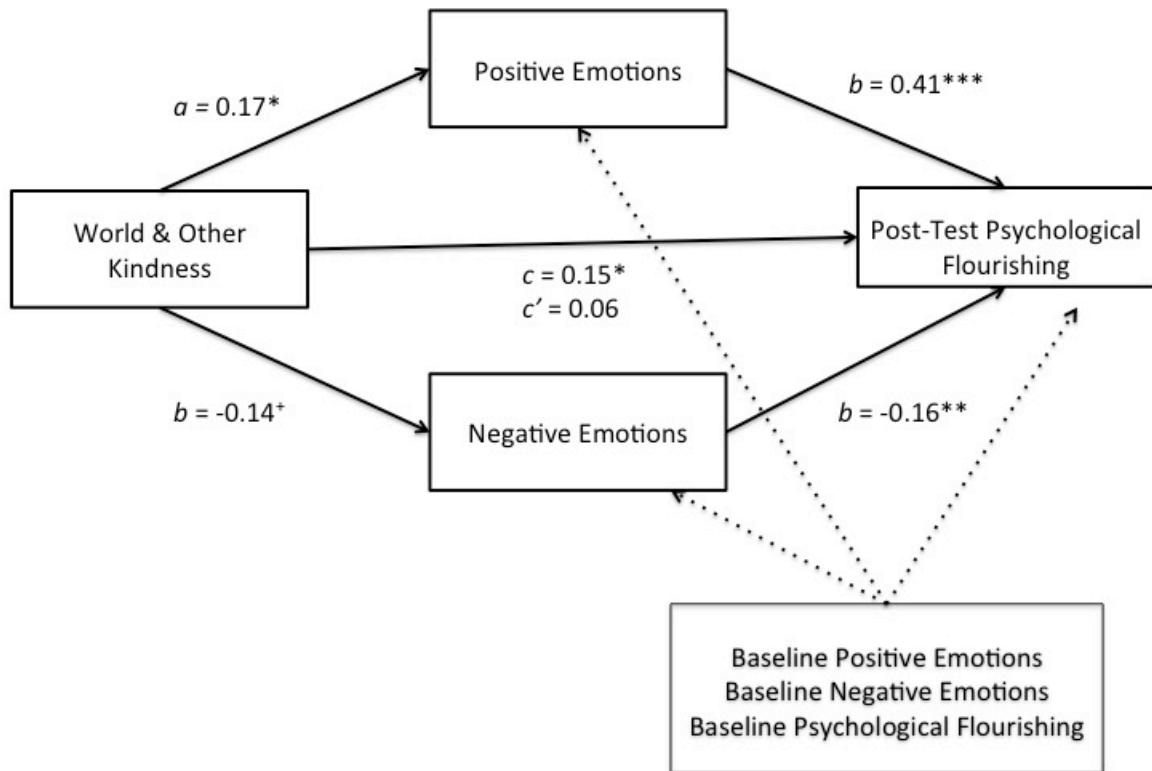 Positive Emotions
a = 0.17*
b = 0.41***
World & Other
Kindness
Post-Test Psychological
Flourishing
c = 0.15*
c′ = 0.06
b = -0.14⁺
Negative Emotions
b = -0.16**
Baseline Positive Emotions
Baseline Negative Emotions
Baseline Psychological Flourishing